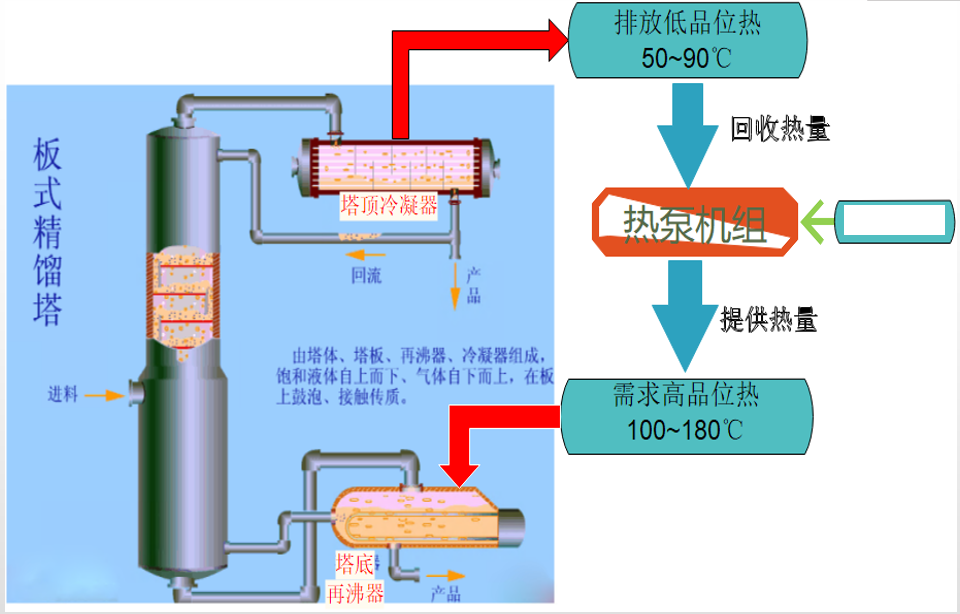 排放低品位热
50~90℃
回收热量
板式精馏塔
塔顶冷凝器
热泵机组
回流
产品
提供热量
由塔体、塔板、再沸器、冷凝器组成，
饱和液体自上而下、气体自下而上，在板
上鼓泡、接触传质。
进料
需求高品位热
100~180℃
塔底
再沸器
产品